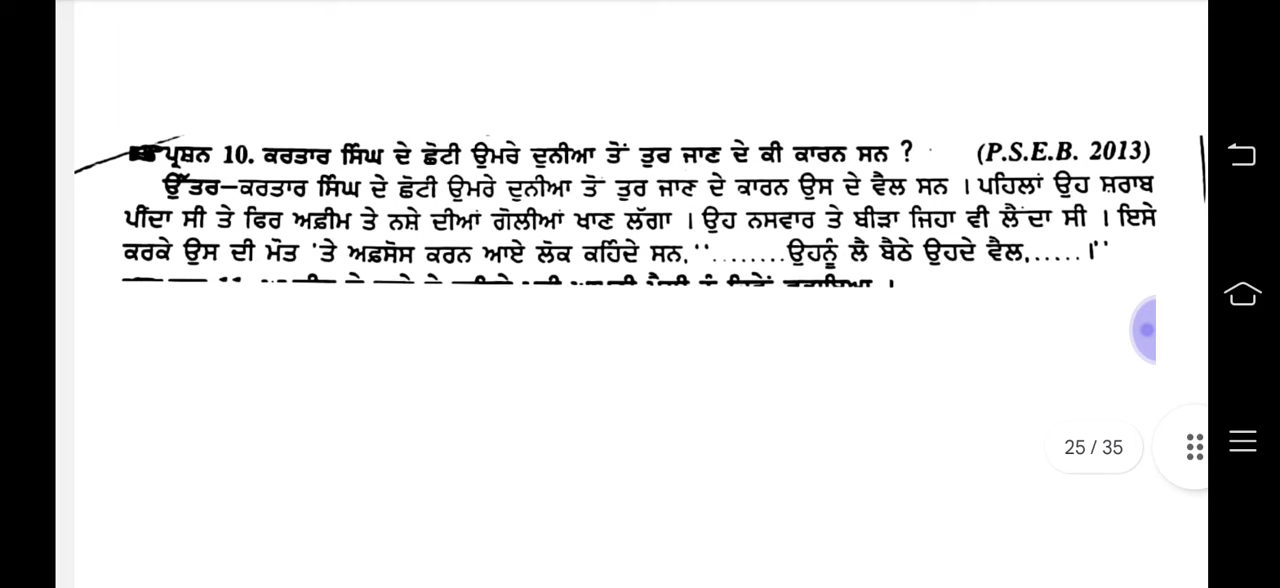 ਪ੍ਰਸ਼ਨ 10. ਕਰਤਾਰ ਸਿੰਘ ਦੇ ਛੋਟੀ ਉਮਰੇ ਦੁਨੀਆ ਤੋਂ ਤੁਰ ਜਾਣ ਦੇ ਕੀ ਕਾਰਨ ਸਨ ? (P.S.E.B. 2013)
ਉੱਤਰ–ਕਰਤਾਰ ਸਿੰਘ ਦੇ ਛੋਟੀ ਉਮਰੇ ਦੁਨੀਆ ਤੋਂ ਤੁਰ ਜਾਣ ਦੇ ਕਾਰਨ ਉਸ ਦੇ ਵੈਲ ਸਨ । ਪਹਿਲਾਂ ਉਹ ਸ਼ਰਾਬ
ਪੀਂਦਾ ਸੀ ਤੇ ਫਿਰ ਅਫ਼ੀਮ ਤੇ ਨਸ਼ੇ ਦੀਆਂ ਗੋਲੀਆਂ ਖਾਣ ਲੱਗਾ । ਉਹ ਨਸਵਾਰ ਤੇ ਬੀੜਾ ਜਿਹਾ ਵੀ ਲੈਂਦਾ ਸੀ । ਇਸੇ
ਕਰਕੇ ਉਸ ਦੀ ਮੌਤ 'ਤੇ ਅਫ਼ਸੋਸ ਕਰਨ ਆਏ ਲੋਕ ਕਹਿੰਦੇ ਸਨ, ''........ਉਹਨੂੰ ਲੈ ਬੈਠੇ ਉਹਦੇ ਵੈਲ,.....।''
25 / 35